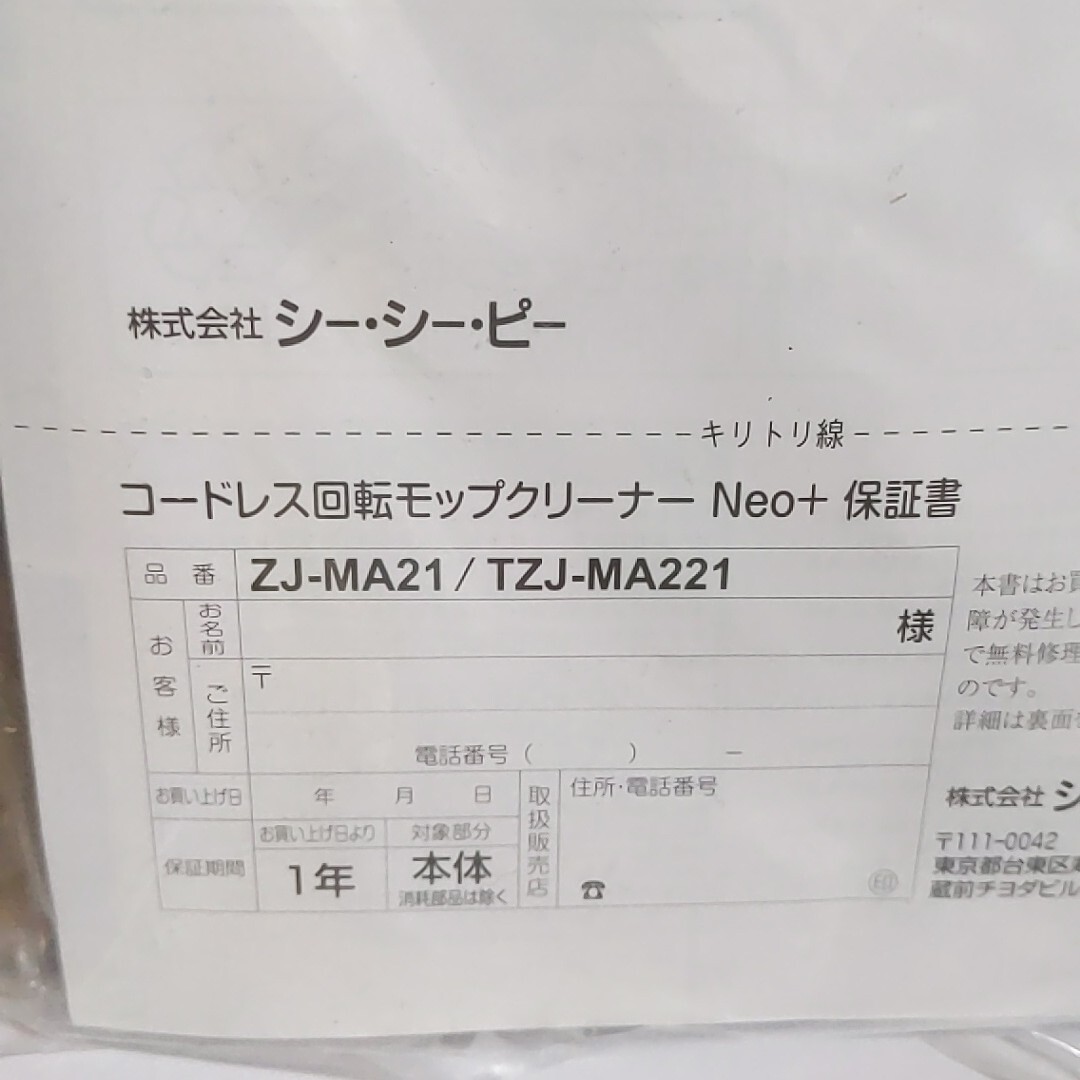 株式会社 シー・シー・ピー
キリトリ線
コードレス回転モップクリーナー Neo+ 保証書
品番 ZJ-MA21 / TZJ-MA221
お客様
お名前
様
ご住所
〒
電話番号 ( ) −
お買い上げ日 年 月 日
保証期間
お買い上げ日より
1年
対象部分
本体
消耗部品は除く
取扱販売店
住所・電話番号
☎
印
本書はお買
障が発生し
で無料修理
のです。
詳細は裏面
株式会社 シ
〒111-0042
東京都台東区
蔵前チヨダビル